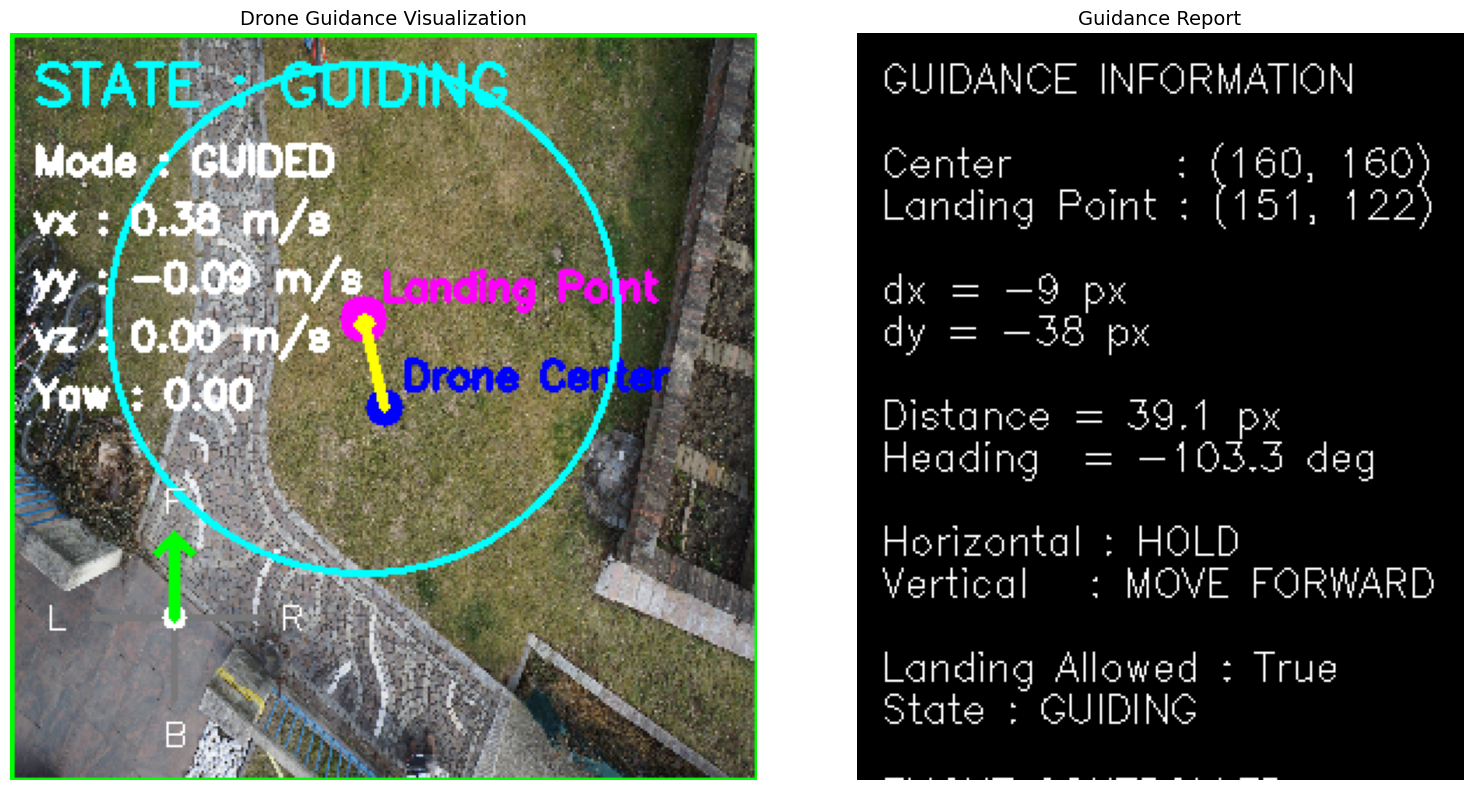 Drone Guidance Visualization
STATE : GUIDING
Mode : GUIDED
vx : 0.38 m/s
vy : -0.09 m/s
vz : 0.00 m/s
Yaw : 0.00
Landing Point
Drone Center
F
L
R
B
Guidance Report
GUIDANCE INFORMATION
Center : (160, 160)
Landing Point : (151, 122)
dx = -9 px
dy = -38 px
Distance = 39.1 px
Heading = -103.3 deg
Horizontal : HOLD
Vertical : MOVE FORWARD
Landing Allowed : True
State : GUIDING